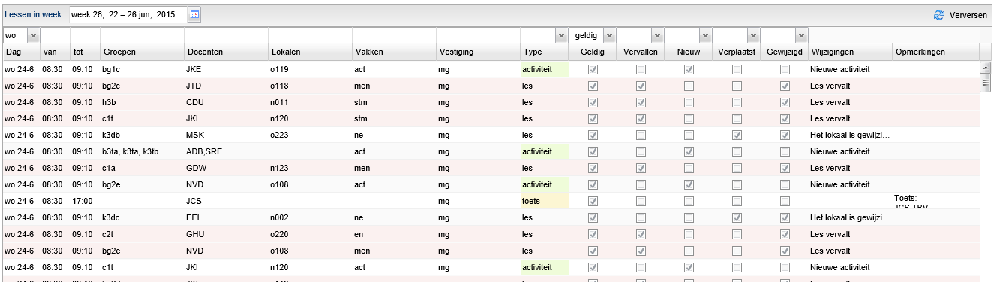 Lessen in week : week 26, 22 – 26 jun, 2015 Verversen
wo geldig
Dag van tot Groepen Docenten Lokalen Vakken Vestiging Type Geldig Vervallen Nieuw Verplaatst Gewijzigd Wijzigingen Opmerkingen
wo 24-6 08:30 09:10 bg1c JKE o119 act mg activiteit Nieuwe activiteit
wo 24-6 08:30 09:10 bg2c JTD o118 men mg les Les vervalt
wo 24-6 08:30 09:10 h3b CDU n011 stm mg les Les vervalt
wo 24-6 08:30 09:10 c1t JKI n120 stm mg les Les vervalt
wo 24-6 08:30 09:10 k3db MSK o223 ne mg les Het lokaal is gewijzi...
wo 24-6 08:30 09:10 b3ta, k3ta, k3tb ADB,SRE act mg activiteit Nieuwe activiteit
wo 24-6 08:30 09:10 c1a GDW n123 men mg les Les vervalt
wo 24-6 08:30 09:10 bg2e NVD o108 act mg activiteit Nieuwe activiteit
wo 24-6 08:30 17:00 JCS mg toets Toets:
JCS TBV
wo 24-6 08:30 09:10 k3dc EEL n002 ne mg les Het lokaal is gewijzi...
wo 24-6 08:30 09:10 c2t GHU o220 en mg les Les vervalt
wo 24-6 08:30 09:10 bg2e NVD o108 men mg les Les vervalt
wo 24-6 08:30 09:10 c1t JKI n120 act mg activiteit Nieuwe activiteit